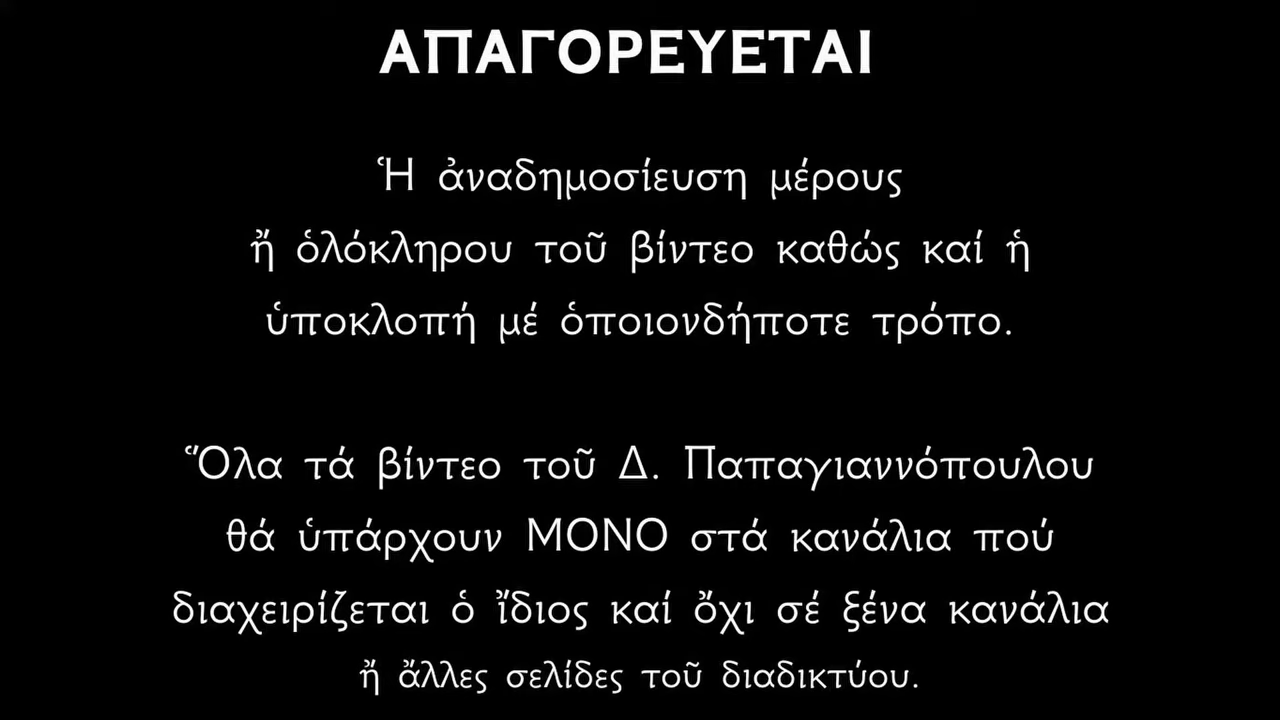 ΑΠΑΓΟΡΕΥΕΤΑΙ
Ἡ ἀναδημοσίευση μέρους
ἤ ὁλόκληρου τοῦ βίντεο καθώς καί ἡ
ὑποκλοπή μέ ὁποιονδήποτε τρόπο.
Ὅλα τά βίντεο τοῦ Δ. Παπαγιαννόπουλου
θά ὑπάρχουν ΜΟΝΟ στά κανάλια πού
διαχειρίζεται ὁ ἴδιος καί ὄχι σέ ξένα κανάλια
ἤ ἄλλες σελίδες τοῦ διαδικτύου.